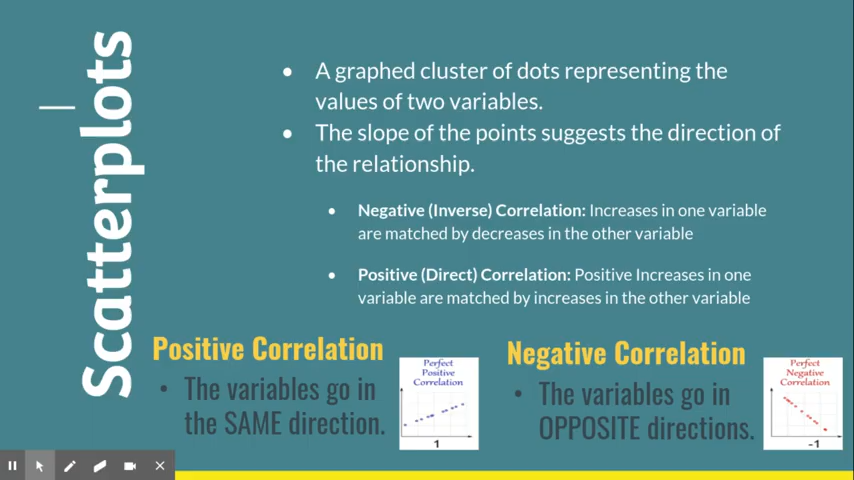 Scatterplots
A graphed cluster of dots representing the
values of two variables.
The slope of the points suggests the direction of
the relationship.
Negative (Inverse) Correlation: Increases in one variable
are matched by decreases in the other variable
Positive (Direct) Correlation: Positive Increases in one
variable are matched by increases in the other variable
Positive Correlation
The variables go in
the SAME direction.
Perfect
Positive
Correlation
1
Negative Correlation
The variables go in
OPPOSITE directions.
Perfect
Negative
Correlation
-1